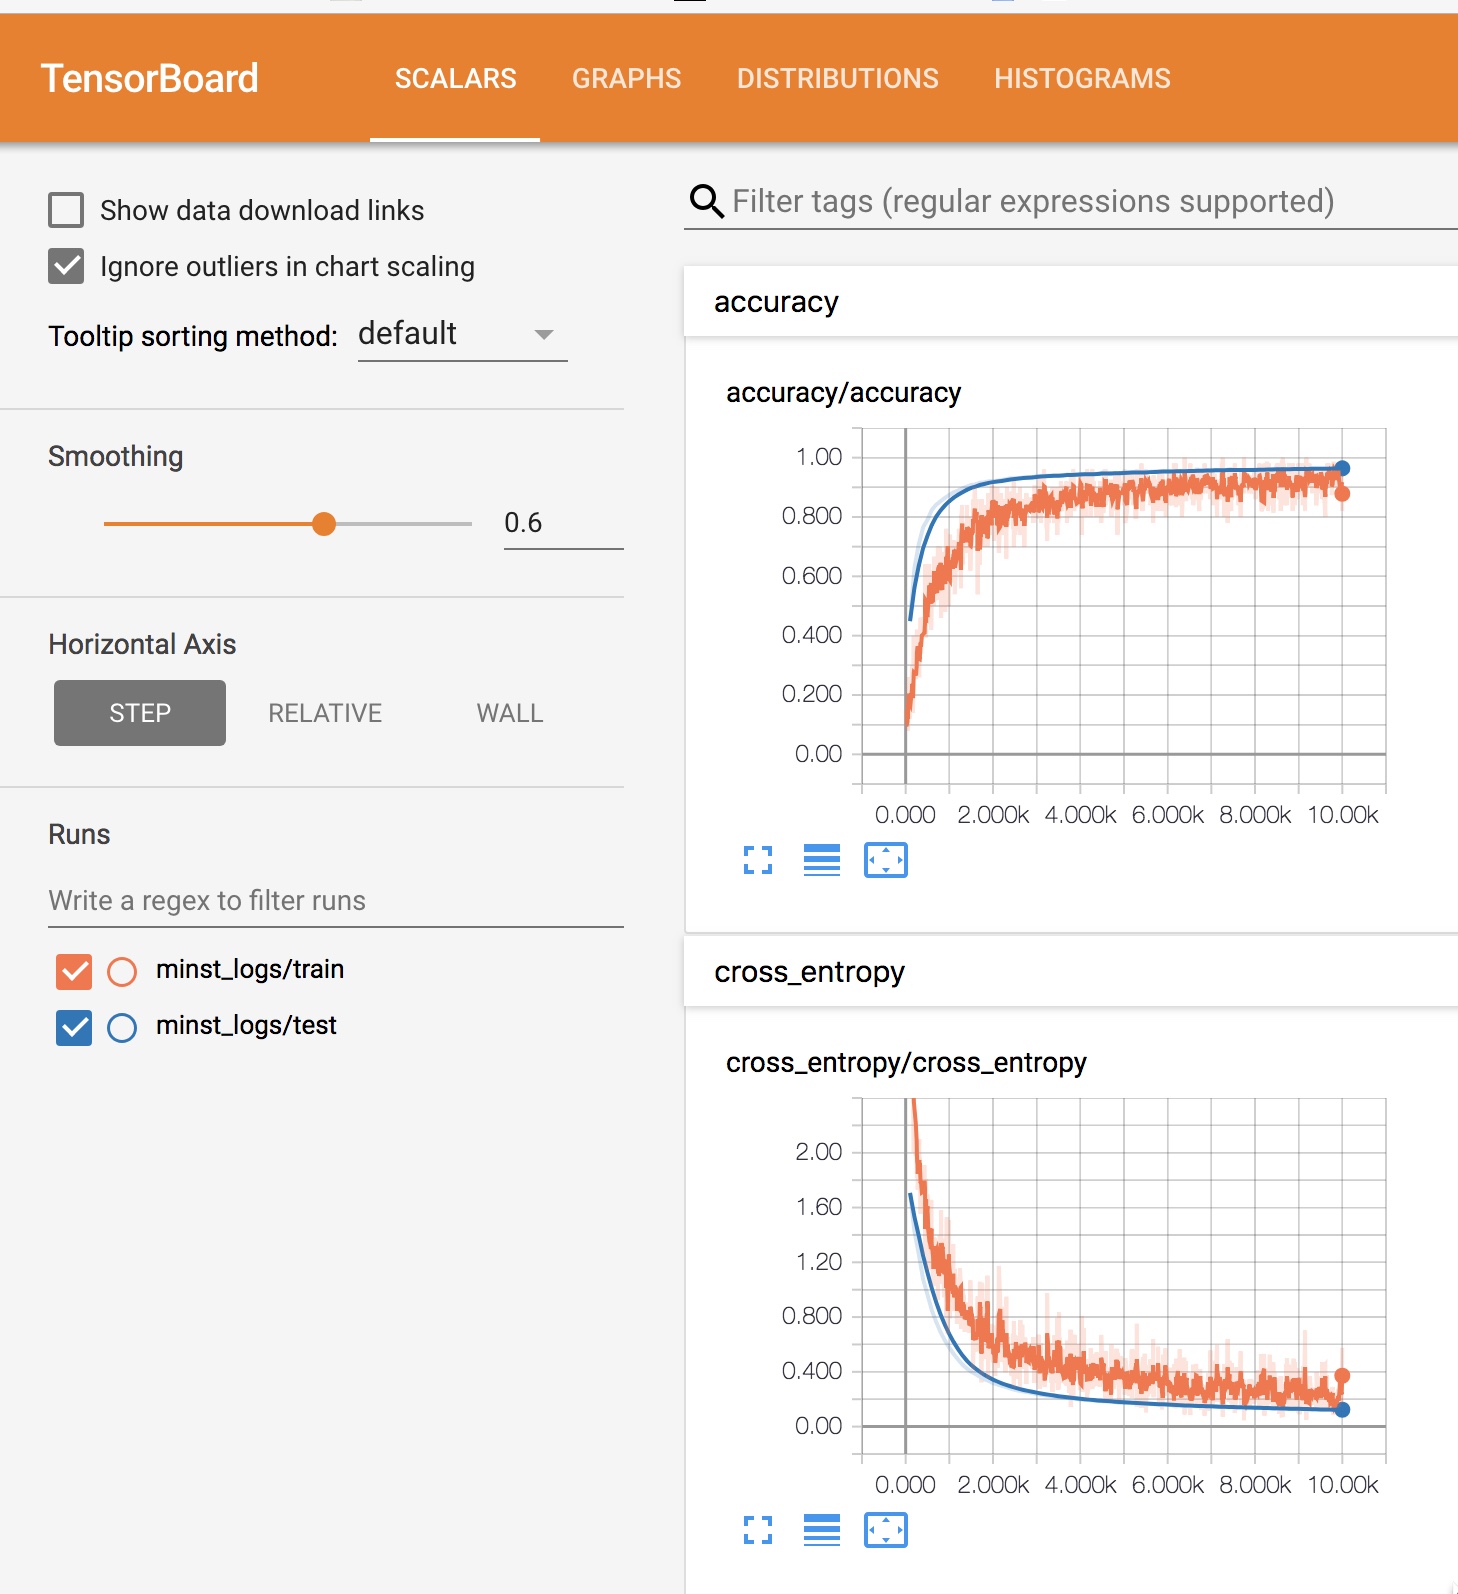 TensorBoard SCALARS GRAPHS DISTRIBUTIONS HISTOGRAMS
Show data download links
Ignore outliers in chart scaling
Tooltip sorting method: default
Smoothing
0.6
Horizontal Axis
STEP RELATIVE WALL
Runs
Write a regex to filter runs
minst_logs/train
minst_logs/test
Filter tags (regular expressions supported)
accuracy
accuracy/accuracy
1.00
0.800
0.600
0.400
0.200
0.00
0.000 2.000k 4.000k 6.000k 8.000k 10.00k
cross_entropy
cross_entropy/cross_entropy
2.00
1.60
1.20
0.800
0.400
0.00
0.000 2.000k 4.000k 6.000k 8.000k 10.00k